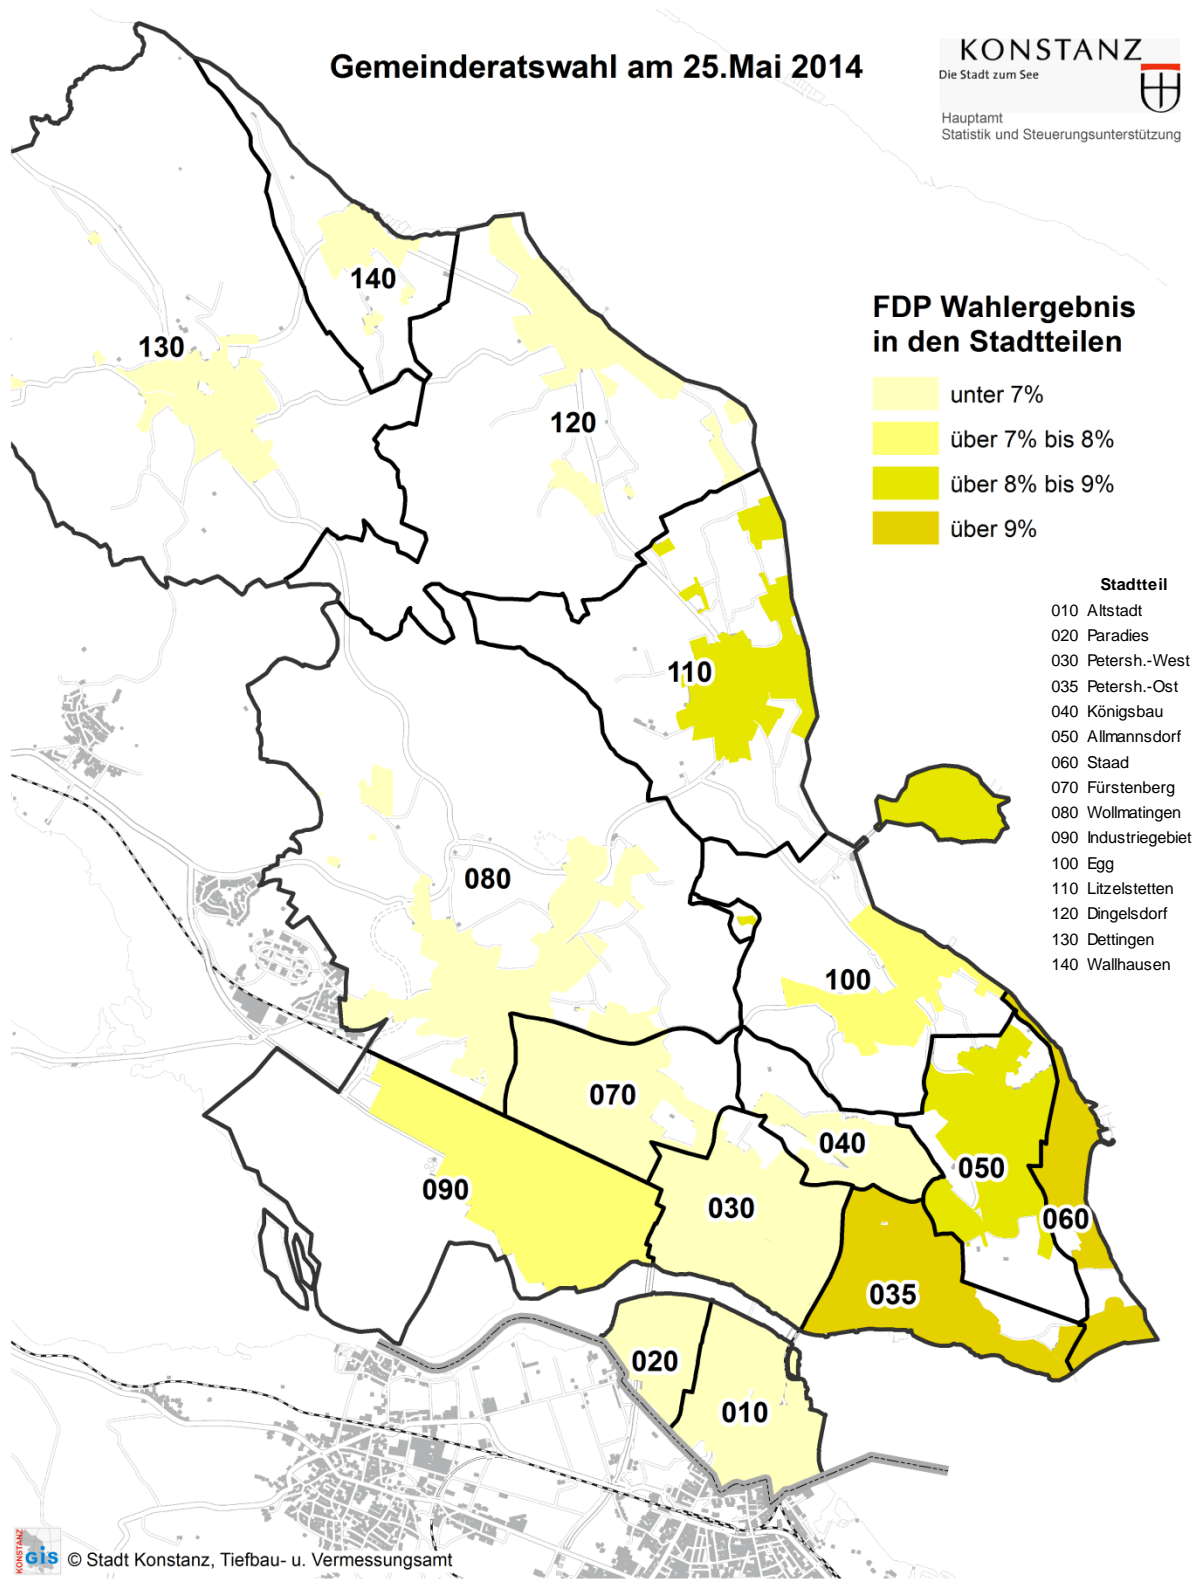 Gemeinderatswahl am 25.Mai 2014
KONSTANZ
Die Stadt zum See
Hauptamt
Statistik und Steuerungsunterstützung
FDP Wahlergebnis
in den Stadtteilen
unter 7%
über 7% bis 8%
über 8% bis 9%
über 9%
Stadtteil
010 Altstadt
020 Paradies
030 Petersh.-West
035 Petersh.-Ost
040 Königsbau
050 Allmannsdorf
060 Staad
070 Fürstenberg
080 Wollmatingen
090 Industriegebiet
100 Egg
110 Litzelstetten
120 Dingelsdorf
130 Dettingen
140 Wallhausen
140
130
120
110
080
100
070
040
050
090
030
060
035
020
010
KONSTANZ
GiS
© Stadt Konstanz, Tiefbau- u. Vermessungsamt